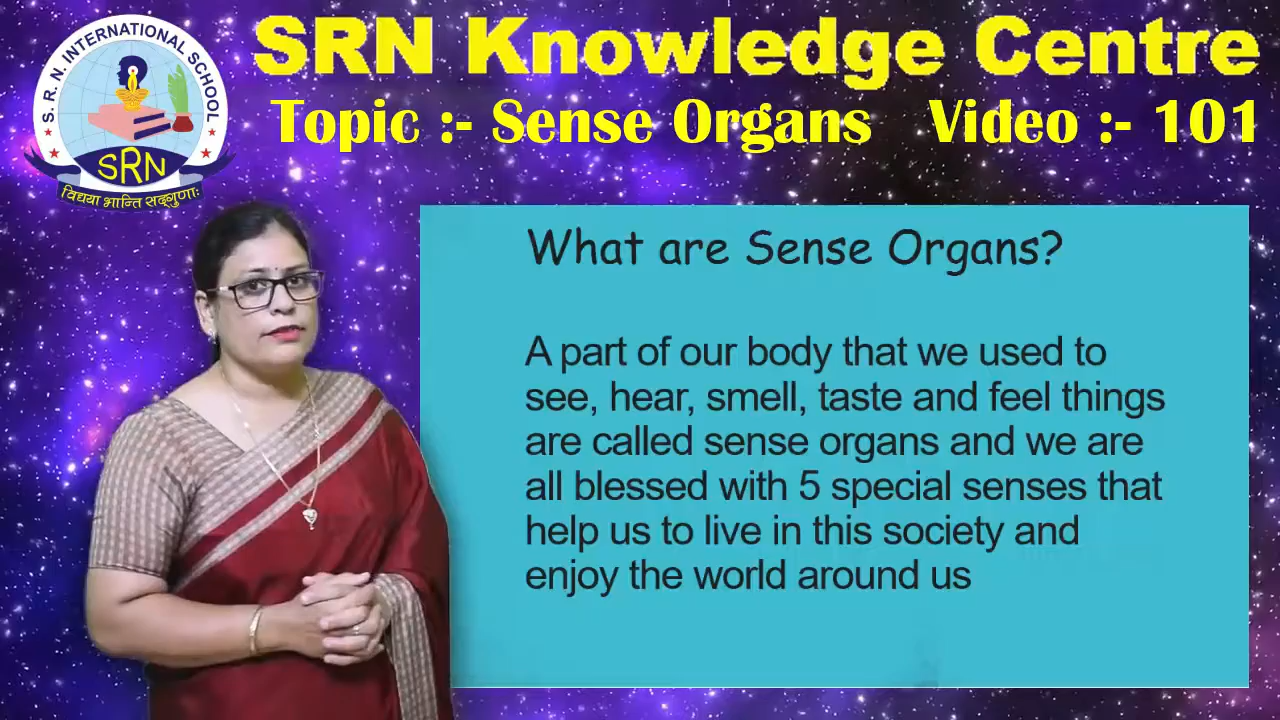 S. R. N. INTERNATIONAL SCHOOL
SRN
विद्यया भान्ति सद्गुणाः
SRN Knowledge Centre
Topic :- Sense Organs Video :- 101
What are Sense Organs?
A part of our body that we used to
see, hear, smell, taste and feel things
are called sense organs and we are
all blessed with 5 special senses that
help us to live in this society and
enjoy the world around us